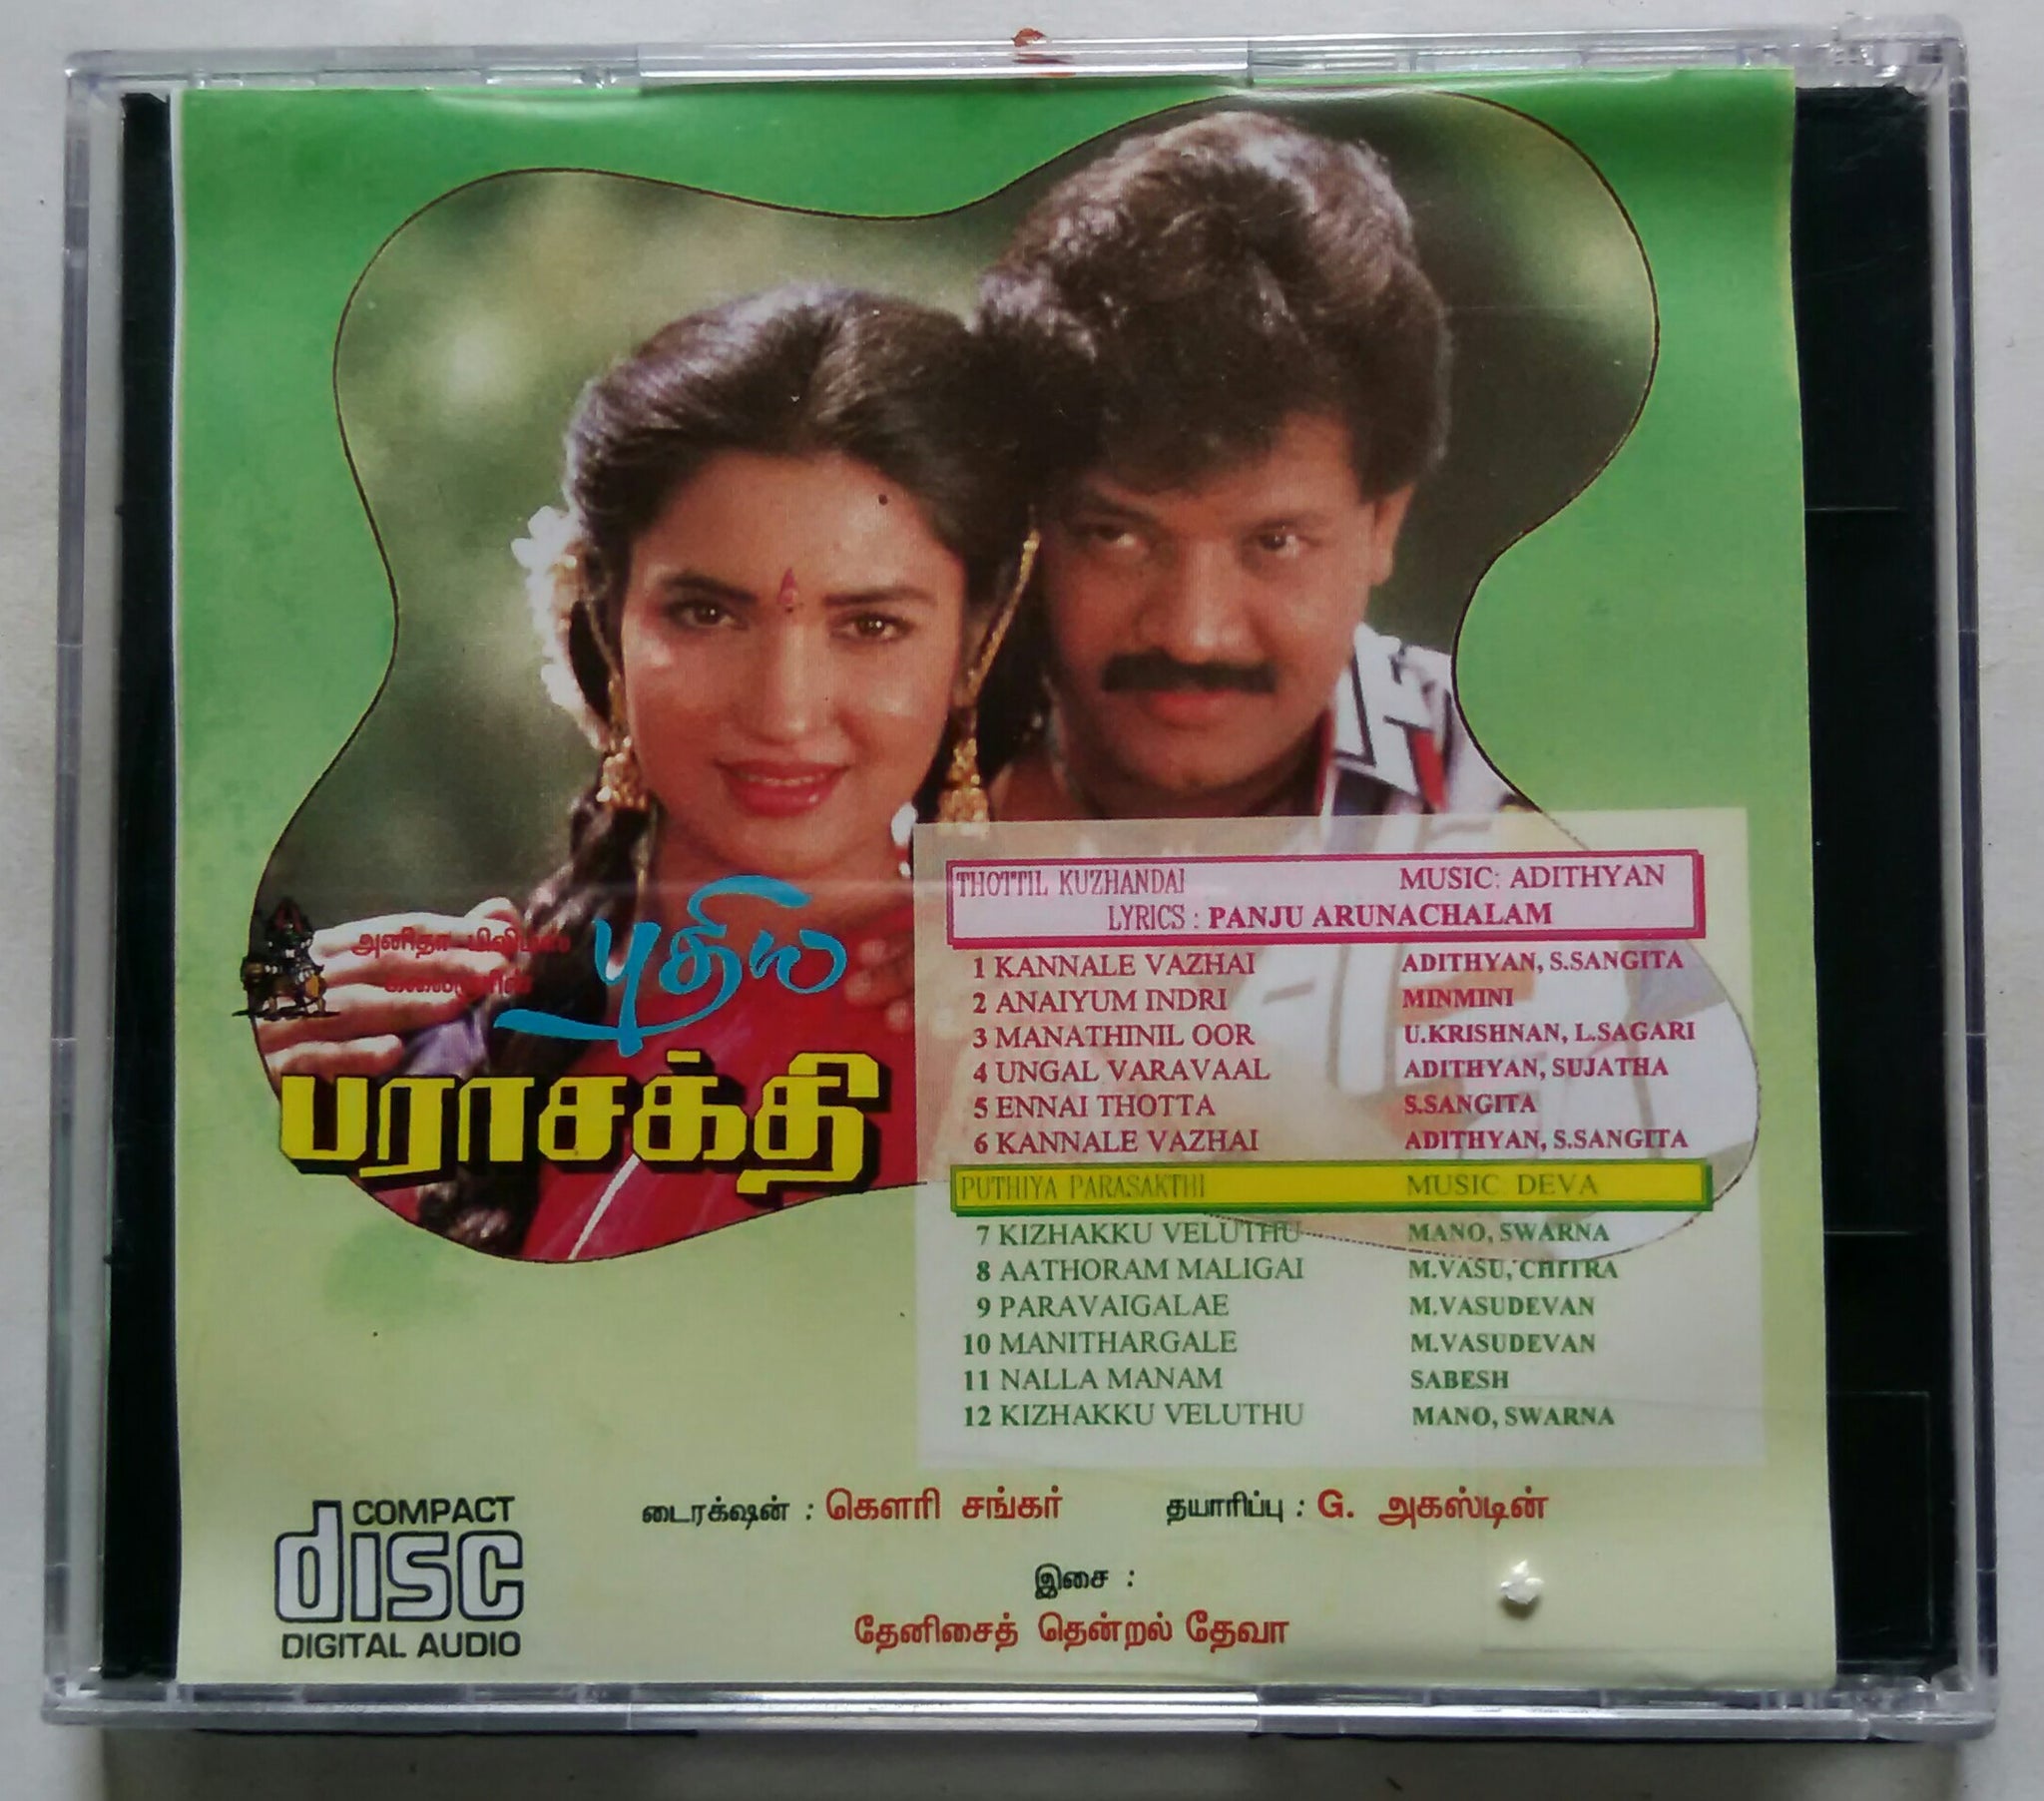 THOTTIL KUZHANDAI MUSIC: ADITHYAN
LYRICS : PANJU ARUNACHALAM
1 KANNALE VAZHAI ADITHYAN, S.SANGITA
2 ANAIYUM INDRI MINMINI
3 MANATHINIL OOR U.KRISHNAN, L.SAGARI
4 UNGAL VARAVAAL ADITHYAN, SUJATHA
5 ENNAI THOTTA S.SANGITA
6 KANNALE VAZHAI ADITHYAN, S.SANGITA
PUTHIYA PARASAKTHI MUSIC DEVA
7 KIZHAKKU VELUTHU MANO, SWARNA
8 AATHORAM MALIGAI M.VASU, CHITRA
9 PARAVAIGALAE M.VASUDEVAN
10 MANITHARGALE M.VASUDEVAN
11 NALLA MANAM SABESH
12 KIZHAKKU VELUTHU MANO, SWARNA
அனிதா
புதிய
பராசக்தி
டைரக்ஷன் : கௌரி சங்கர் தயாரிப்பு : G. அகஸ்டின்
இசை :
தேனிசைத் தென்றல் தேவா
COMPACT
disc
DIGITAL AUDIO